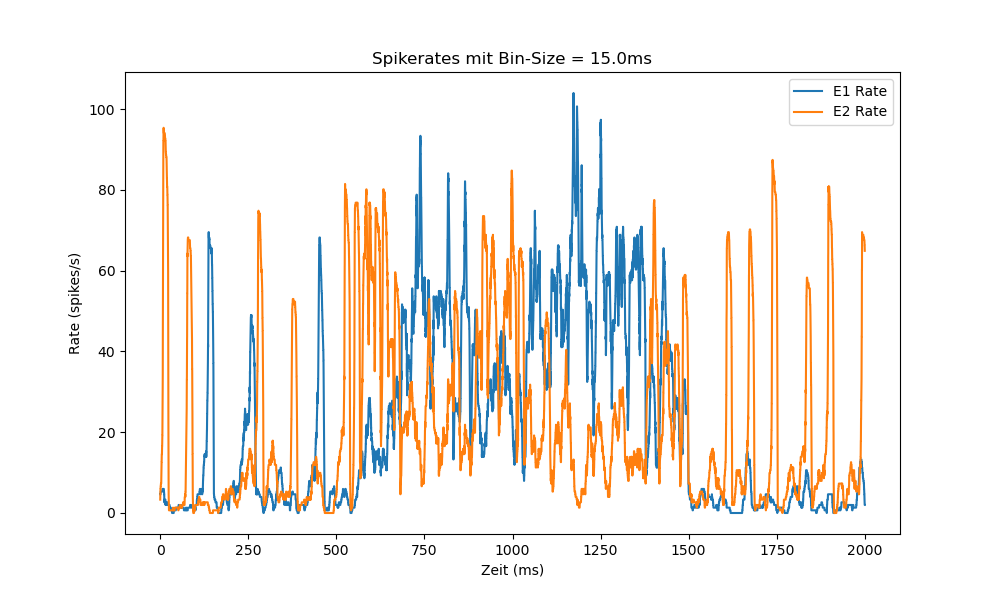 Spikerates mit Bin-Size = 15.0ms
E1 Rate
E2 Rate
100
80
60
40
20
0
Rate (spikes/s)
0 250 500 750 1000 1250 1500 1750 2000
Zeit (ms)